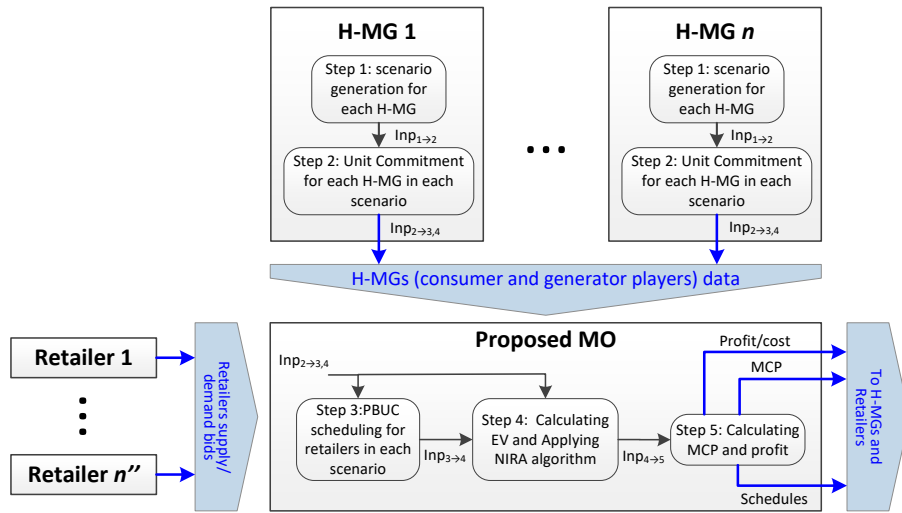 H-MG 1
Step 1: scenario
generation for
each H-MG
Inp1→2
Step 2: Unit Commitment
for each H-MG in each
scenario
Inp2→3,4
...
H-MG n
Step 1: scenario
generation for
each H-MG
Inp1→2
Step 2: Unit Commitment
for each H-MG in each
scenario
Inp2→3,4
H-MGs (consumer and generator players) data
Retailer 1
Retailer n″
Retailers supply/
demand bids
Proposed MO
Inp2→3,4
Step 3:PBUC
scheduling for
retailers in each
scenario
Inp3→4
Step 4: Calculating
EV and Applying
NIRA algorithm
Inp4→5
Step 5: Calculating
MCP and profit
Profit/cost
MCP
Schedules
To H-MGs and
Retailers